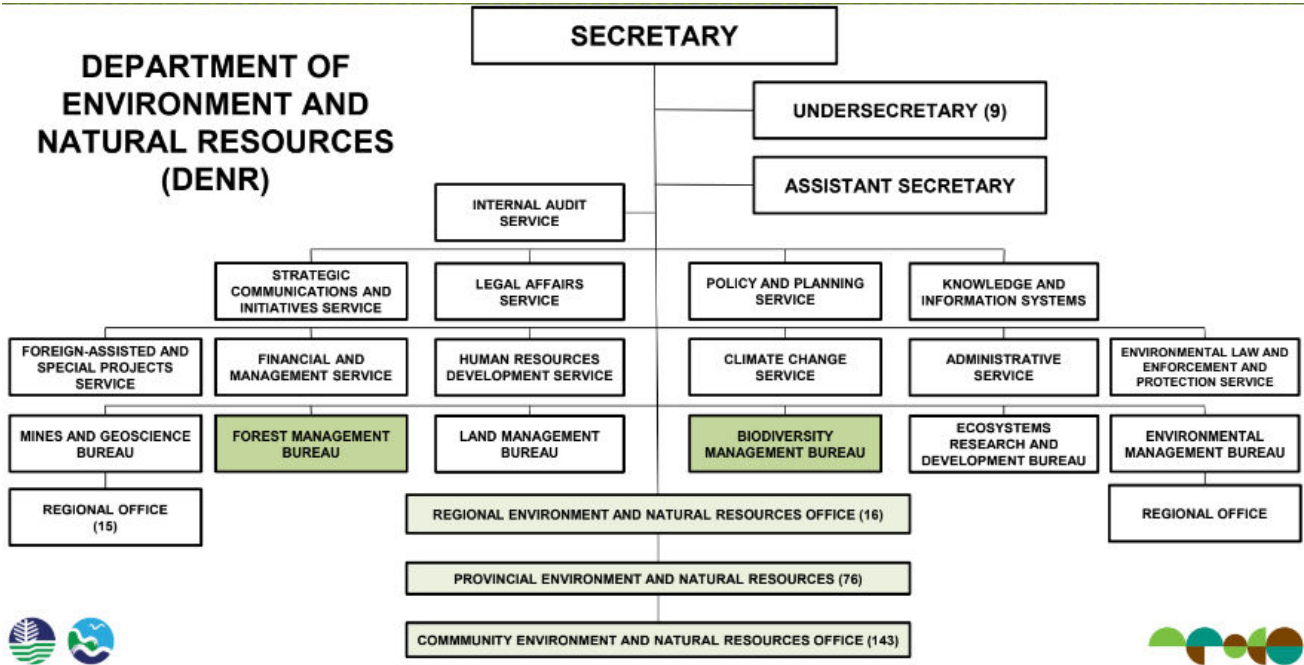 SECRETARY
DEPARTMENT OF
ENVIRONMENT AND
NATURAL RESOURCES
(DENR)
UNDERSECRETARY (9)
ASSISTANT SECRETARY
INTERNAL AUDIT
SERVICE
STRATEGIC
COMMUNICATIONS AND
INITIATIVES SERVICE
LEGAL AFFAIRS
SERVICE
POLICY AND PLANNING
SERVICE
KNOWLEDGE AND
INFORMATION SYSTEMS
FOREIGN-ASSISTED AND
SPECIAL PROJECTS
SERVICE
FINANCIAL AND
MANAGEMENT SERVICE
HUMAN RESOURCES
DEVELOPMENT SERVICE
CLIMATE CHANGE
SERVICE
ADMINISTRATIVE
SERVICE
ENVIRONMENTAL LAW AND
ENFORCEMENT AND
PROTECTION SERVICE
MINES AND GEOSCIENCE
BUREAU
FOREST MANAGEMENT
BUREAU
LAND MANAGEMENT
BUREAU
BIODIVERSITY
MANAGEMENT BUREAU
ECOSYSTEMS
RESEARCH AND
DEVELOPMENT BUREAU
ENVIRONMENTAL
MANAGEMENT BUREAU
REGIONAL OFFICE
(15)
REGIONAL ENVIRONMENT AND NATURAL RESOURCES OFFICE (16)
REGIONAL OFFICE
PROVINCIAL ENVIRONMENT AND NATURAL RESOURCES (76)
COMMMUNITY ENVIRONMENT AND NATURAL RESOURCES OFFICE (143)